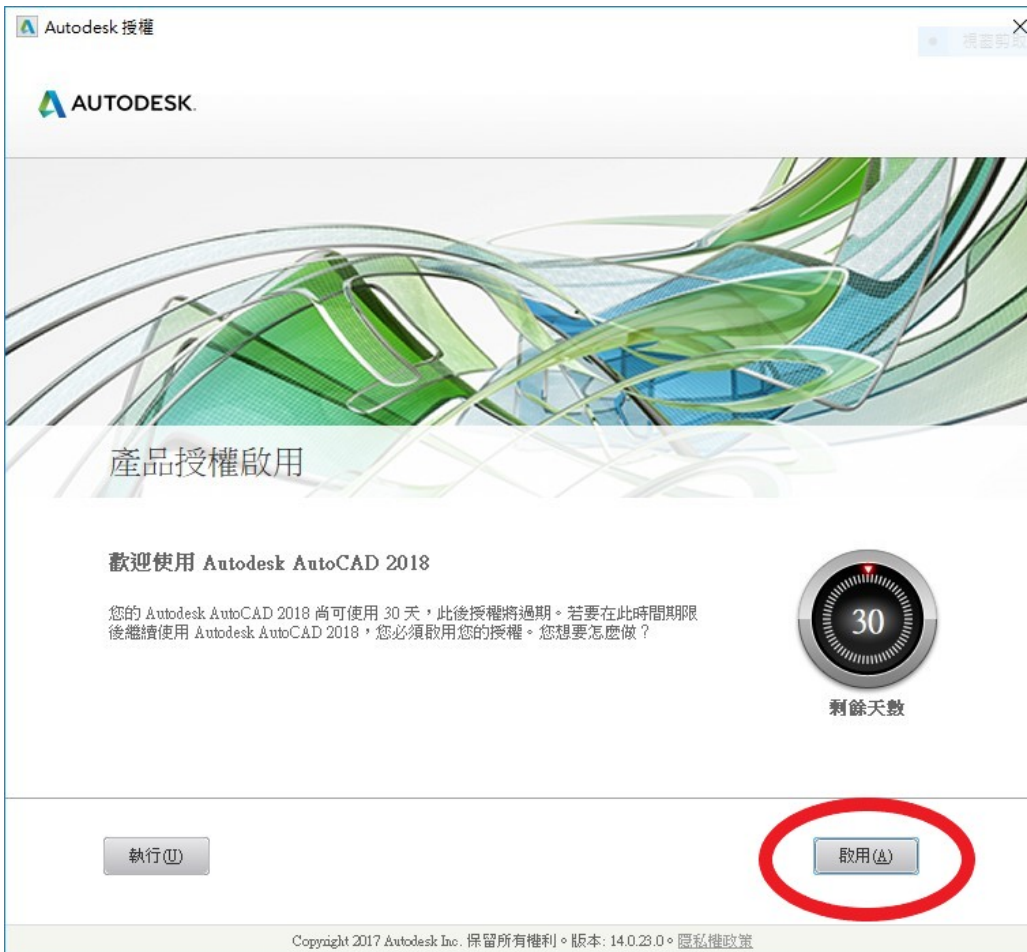 Autodesk 授權
視窗剪取
AUTODESK.
產品授權啟用
歡迎使用 Autodesk AutoCAD 2018
您的 Autodesk AutoCAD 2018 尚可使用 30 天，此後授權將過期。若要在此時間期限
後繼續使用 Autodesk AutoCAD 2018，您必須啟用您的授權。您想要怎麼做？
30
剩餘天數
執行(U)
啟用(A)
Copyright 2017 Autodesk Inc. 保留所有權利。版本: 14.0.23.0。隱私權政策